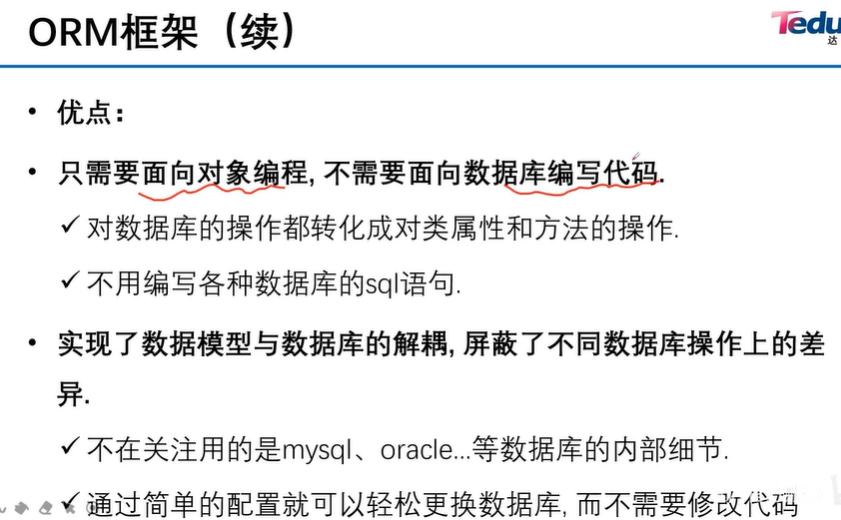 ORM框架（续）
Tedu
达
• 优点：
• 只需要面向对象编程, 不需要面向数据库编写代码.
✓ 对数据库的操作都转化成对类属性和方法的操作.
✓ 不用编写各种数据库的sql语句.
• 实现了数据模型与数据库的解耦, 屏蔽了不同数据库操作上的差
异.
✓ 不在关注用的是mysql、oracle...等数据库的内部细节.
✓ 通过简单的配置就可以轻松更换数据库, 而不需要修改代码